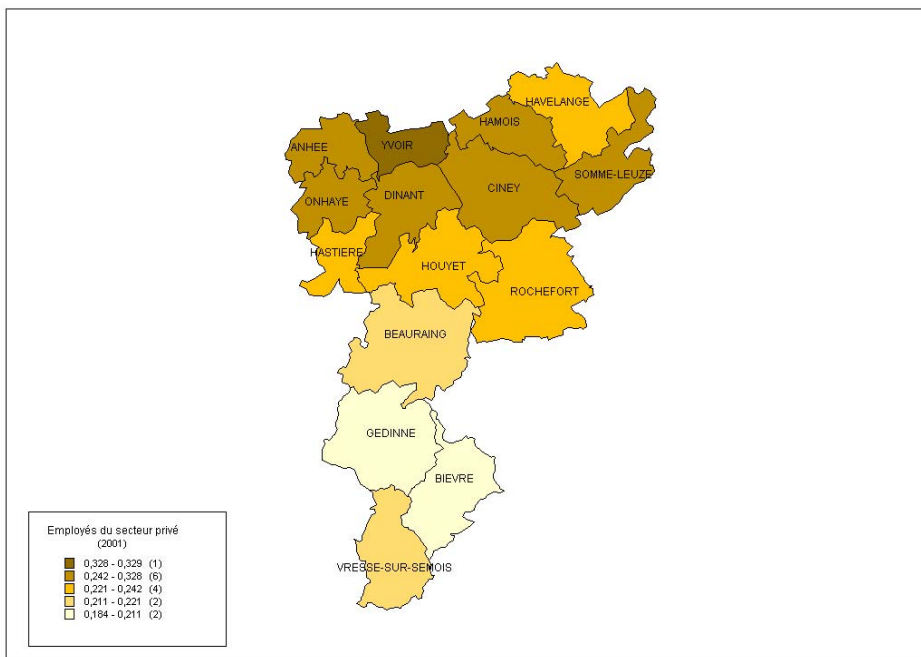 HAVELANGE
HAMOIS
ANHEE
YVOIR
SOMME-LEUZE
CINEY
DINANT
ONHAYE
HASTIERE
HOUYET
ROCHEFORT
BEAURAING
GEDINNE
BIEVRE
VRESSE-SUR-SEMOIS
Employés du secteur privé
(2001)
0,328 - 0,329 (1)
0,242 - 0,328 (6)
0,221 - 0,242 (4)
0,211 - 0,221 (2)
0,184 - 0,211 (2)